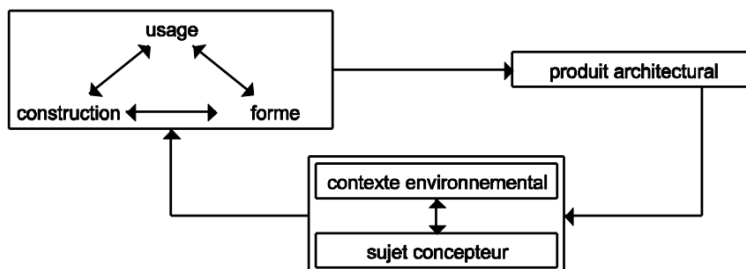 usage
produit architectural
construction
forme
contexte environnemental
sujet concepteur